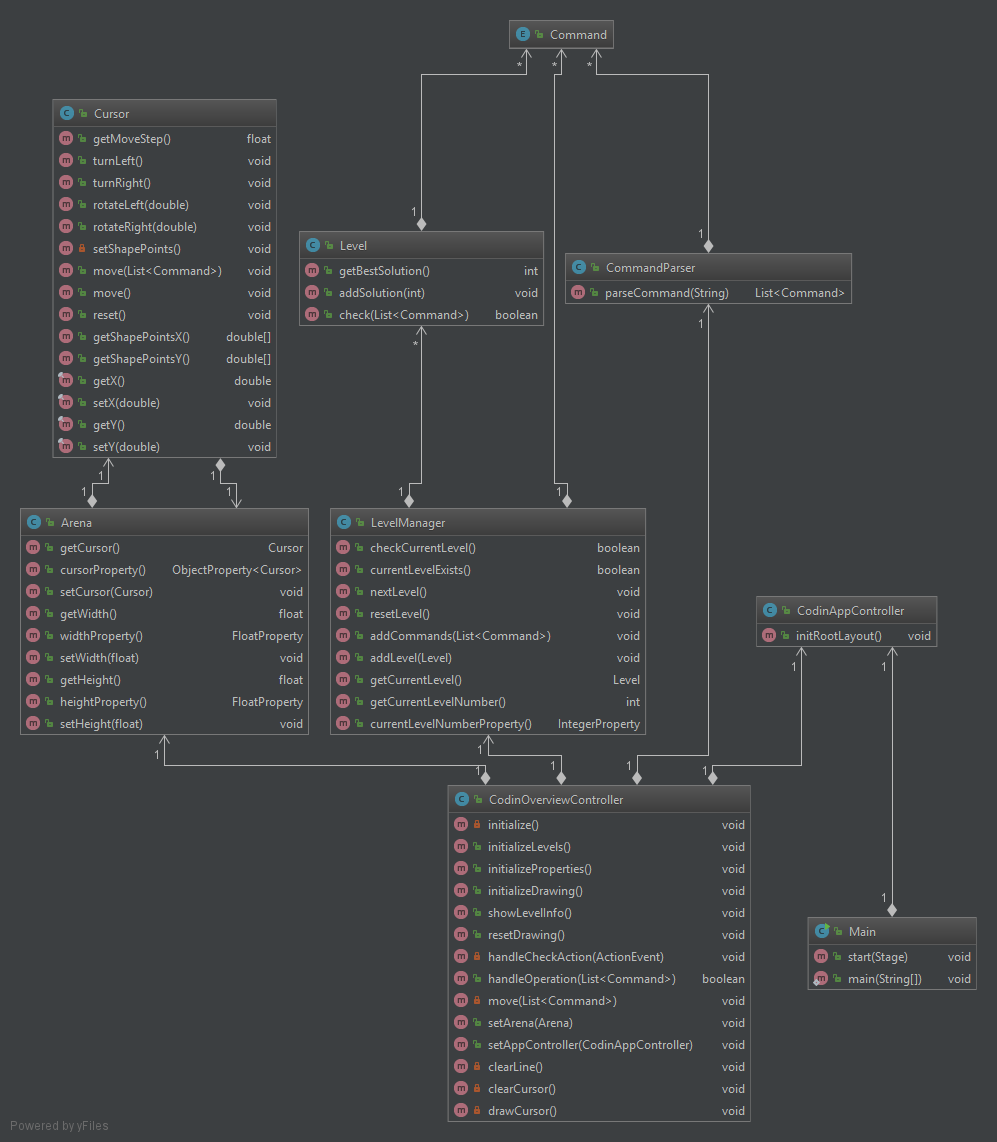 E Command
* * *
C Cursor
m getMoveStep() float
m turnLeft() void
m turnRight() void
m rotateLeft(double) void
m rotateRight(double) void
m setShapePoints() void
m move(List<Command>) void
m move() void
m reset() void
m getShapePointsX() double[]
m getShapePointsY() double[]
m getX() double
m setX(double) void
m getY() double
m setY(double) void
1
C Level
m getBestSolution() int
m addSolution(int) void
m check(List<Command>) boolean
*
1
C CommandParser
m parseCommand(String) List<Command>
1
1 1
1 1
1 1
C Arena
m getCursor() Cursor
m cursorProperty() ObjectProperty<Cursor>
m setCursor(Cursor) void
m getWidth() float
m widthProperty() FloatProperty
m setWidth(float) void
m getHeight() float
m heightProperty() FloatProperty
m setHeight(float) void
C LevelManager
m checkCurrentLevel() boolean
m currentLevelExists() boolean
m nextLevel() void
m resetLevel() void
m addCommands(List<Command>) void
m addLevel(Level) void
m getCurrentLevel() Level
m getCurrentLevelNumber() int
m currentLevelNumberProperty() IntegerProperty
C CodinAppController
m initRootLayout() void
1 1
1 1
1 1 1 1
C CodinOverviewController
m initialize() void
m initializeLevels() void
m initializeProperties() void
m initializeDrawing() void
m showLevelInfo() void
m resetDrawing() void
m handleCheckAction(ActionEvent) void
m handleOperation(List<Command>) boolean
m move(List<Command>) void
m setArena(Arena) void
m setAppController(CodinAppController) void
m clearLine() void
m clearCursor() void
m drawCursor() void
1
C Main
m start(Stage) void
m main(String[]) void
Powered by yFiles